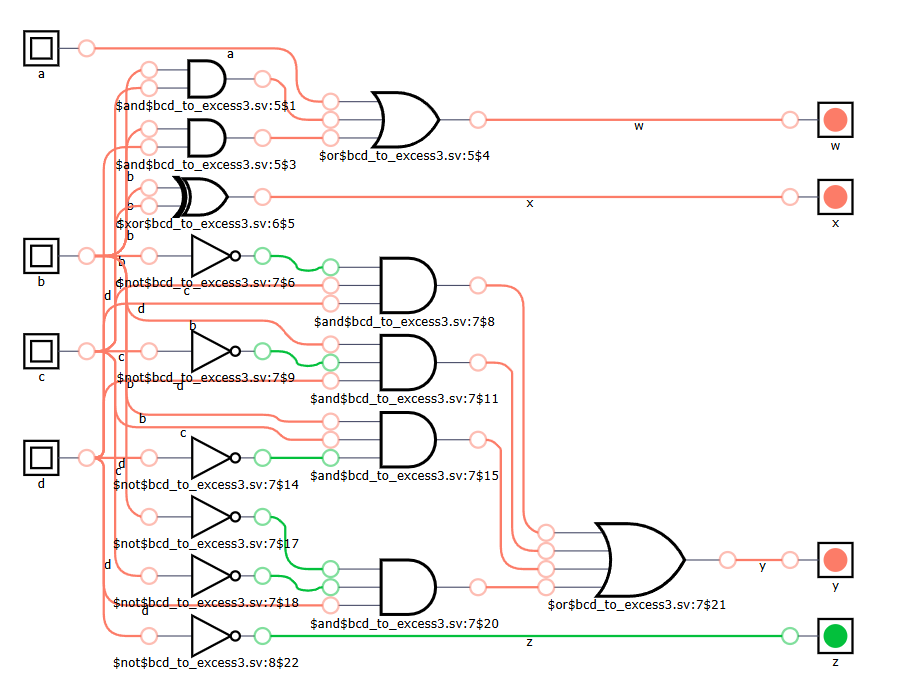 a
a
$and$bcd_to_excess3.sv:5$1
w
w
$or$bcd_to_excess3.sv:5$4
$and$bcd_to_excess3.sv:5$3
b
c
x
x
$xor$bcd_to_excess3.sv:6$5
b
b
b
$not$bcd_to_excess3.sv:7$6
c
d
d
$and$bcd_to_excess3.sv:7$8
b
c
c
$not$bcd_to_excess3.sv:7$9
b
d
$and$bcd_to_excess3.sv:7$11
b
c
d
c
d
$not$bcd_to_excess3.sv:7$14
$and$bcd_to_excess3.sv:7$15
$not$bcd_to_excess3.sv:7$17
d
y
y
$not$bcd_to_excess3.sv:7$18
$or$bcd_to_excess3.sv:7$21
d
$and$bcd_to_excess3.sv:7$20
z
z
$not$bcd_to_excess3.sv:8$22